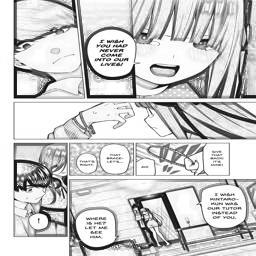 I WISH
YOU HAD
NEVER COME
INTO OUR
LIVES!
GIVE
THAT
BACK!
IT'S
MINE!
THAT
BRACE-
LETS...
THAT'S
RIGHT.
I WISH
KINTARO-
KUN WAS
OUR TUTOR
INSTEAD
OF YOU.
WHERE
IS HE?
LET ME
SEE
HIM.
!